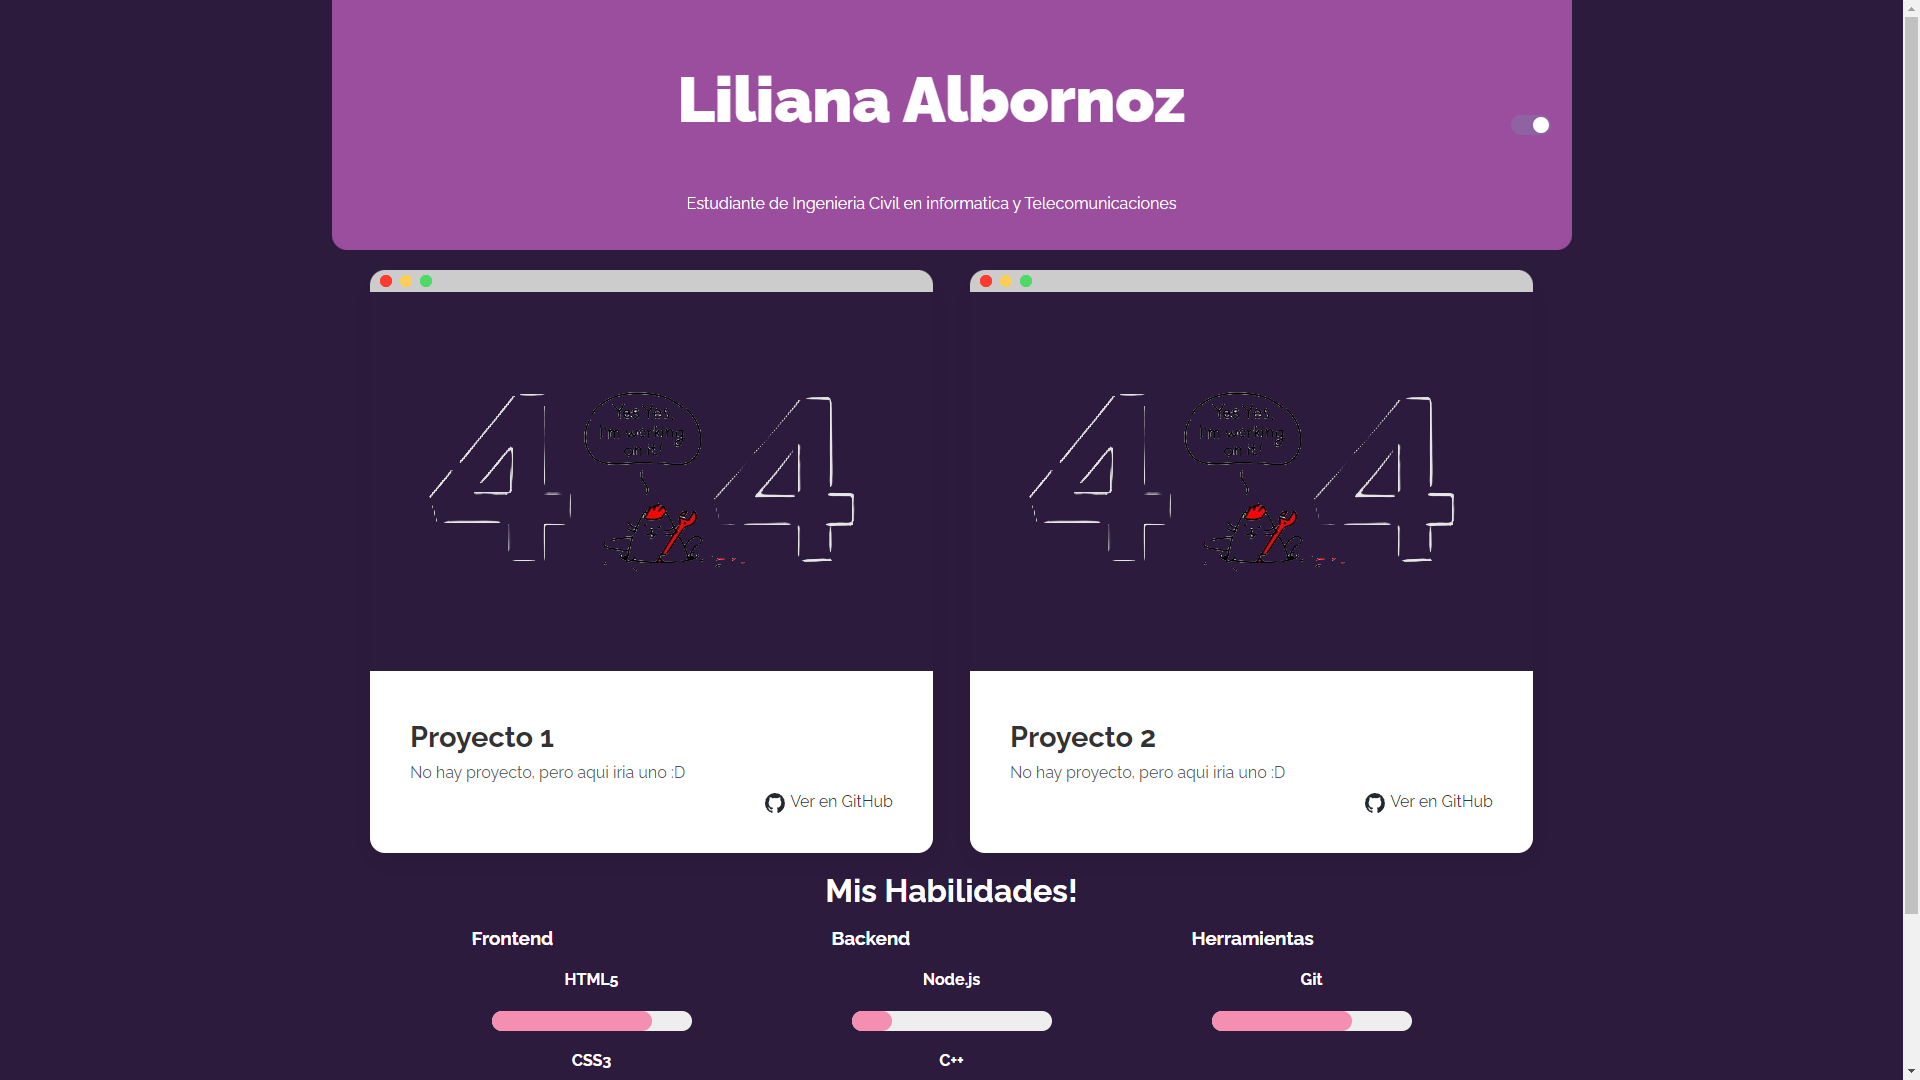 Liliana Albornoz
Estudiante de Ingenieria Civil en informatica y Telecomunicaciones
4 4
Yes Yes
I'm working
on it!
4 4
Yes Yes
I'm working
on it!
Proyecto 1
No hay proyecto, pero aqui iria uno :D
Ver en GitHub
Proyecto 2
No hay proyecto, pero aqui iria uno :D
Ver en GitHub
Mis Habilidades!
Frontend
Backend
Herramientas
HTML5
Node.js
Git
CSS3
C++